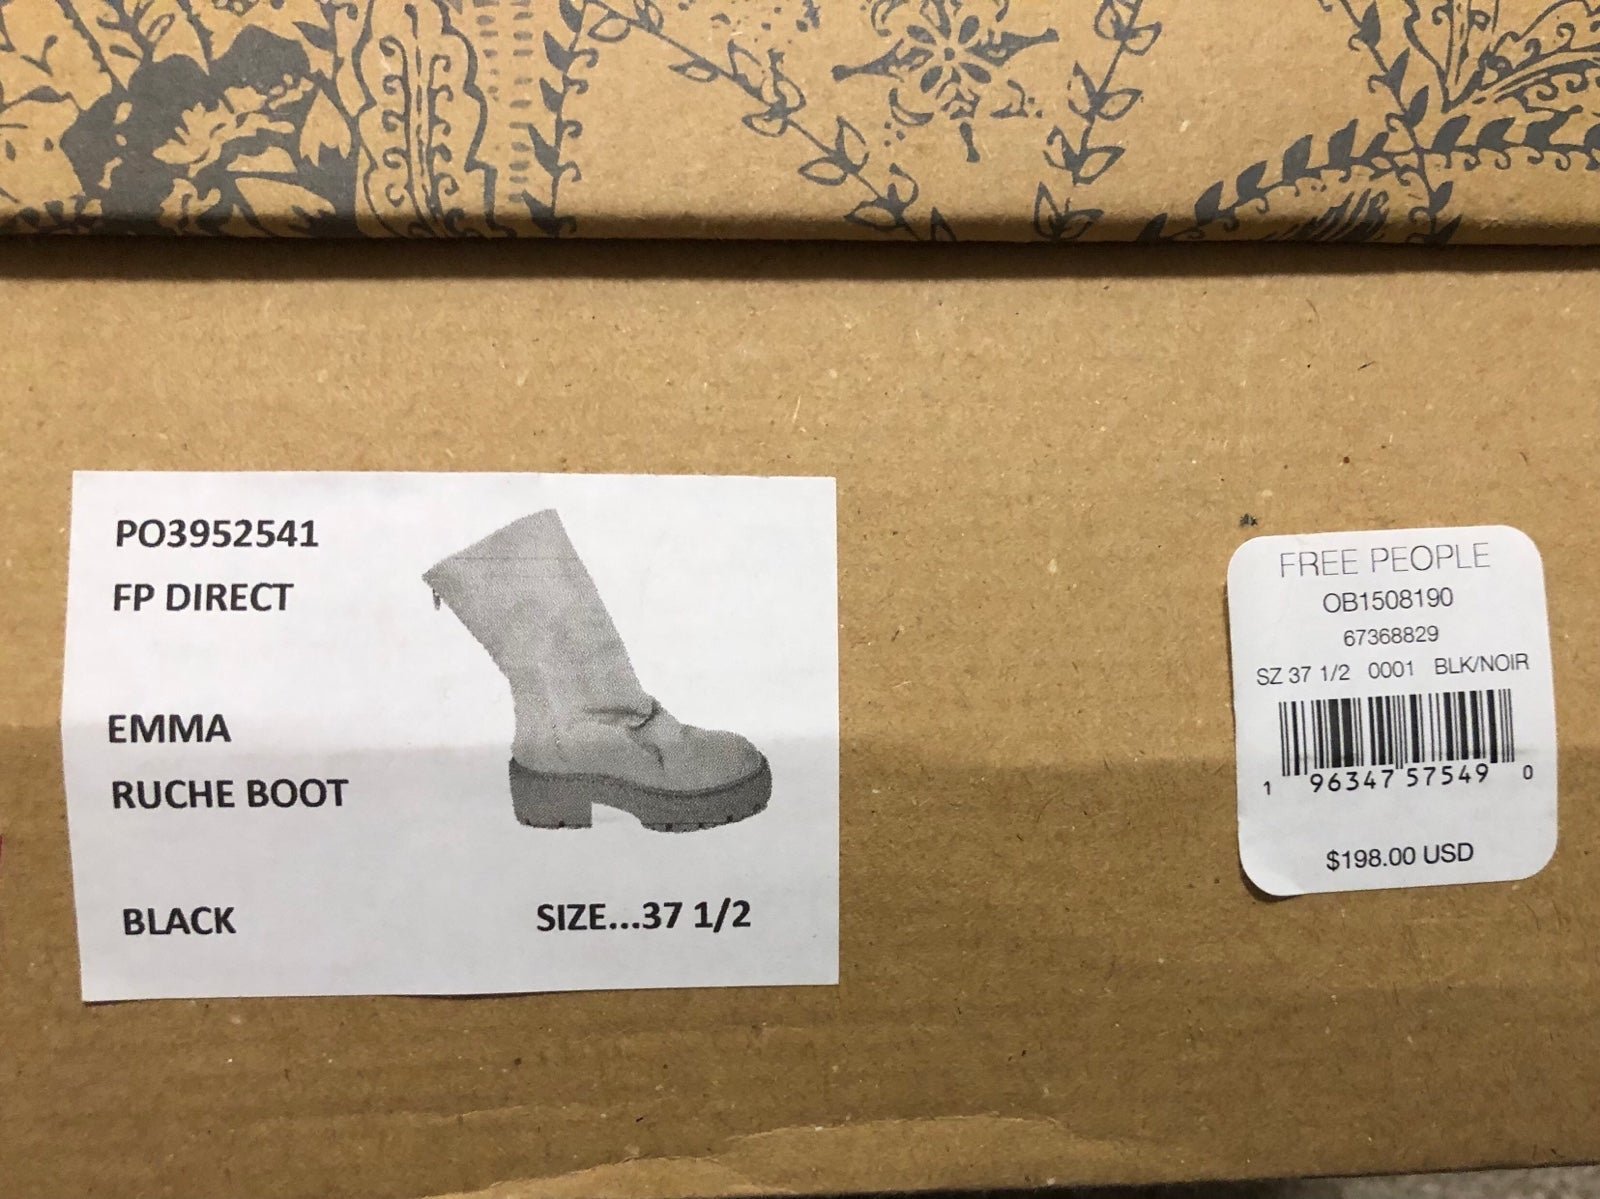 PO3952541
FP DIRECT
EMMA
RUCHE BOOT
BLACK
SIZE...37 1/2
FREE PEOPLE
OB1508190
67368829
SZ 37 1/2 0001 BLK/NOIR
1 96347 57549 0
$198.00 USD